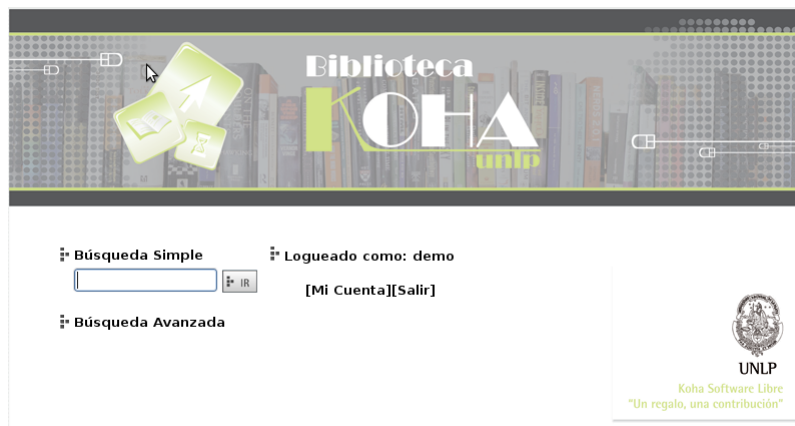 Biblioteca
KOHA
unlp
Búsqueda Simple
IR
Búsqueda Avanzada
Logueado como: demo
[Mi Cuenta][Salir]
UNLP
Koha Software Libre
"Un regalo, una contribución"